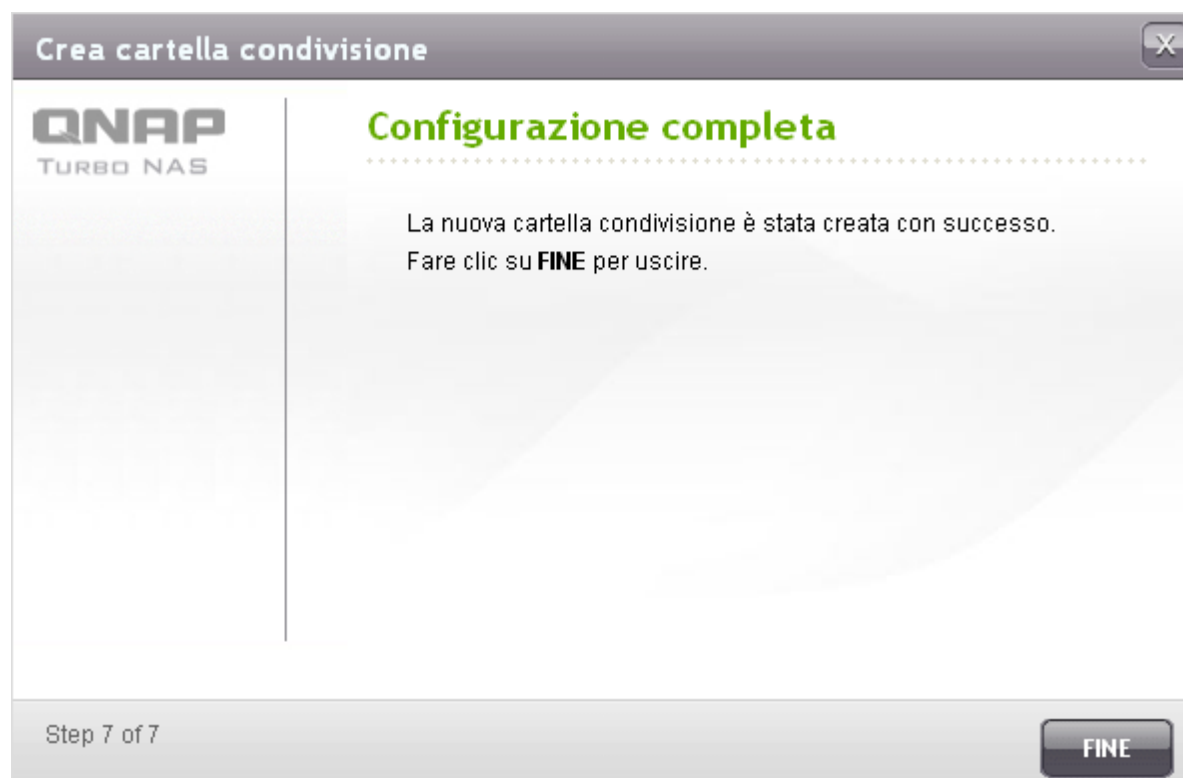 Crea cartella condivisione
X
QNAP
TURBO NAS
Configurazione completa
La nuova cartella condivisione è stata creata con successo.
Fare clic su FINE per uscire.
Step 7 of 7
FINE